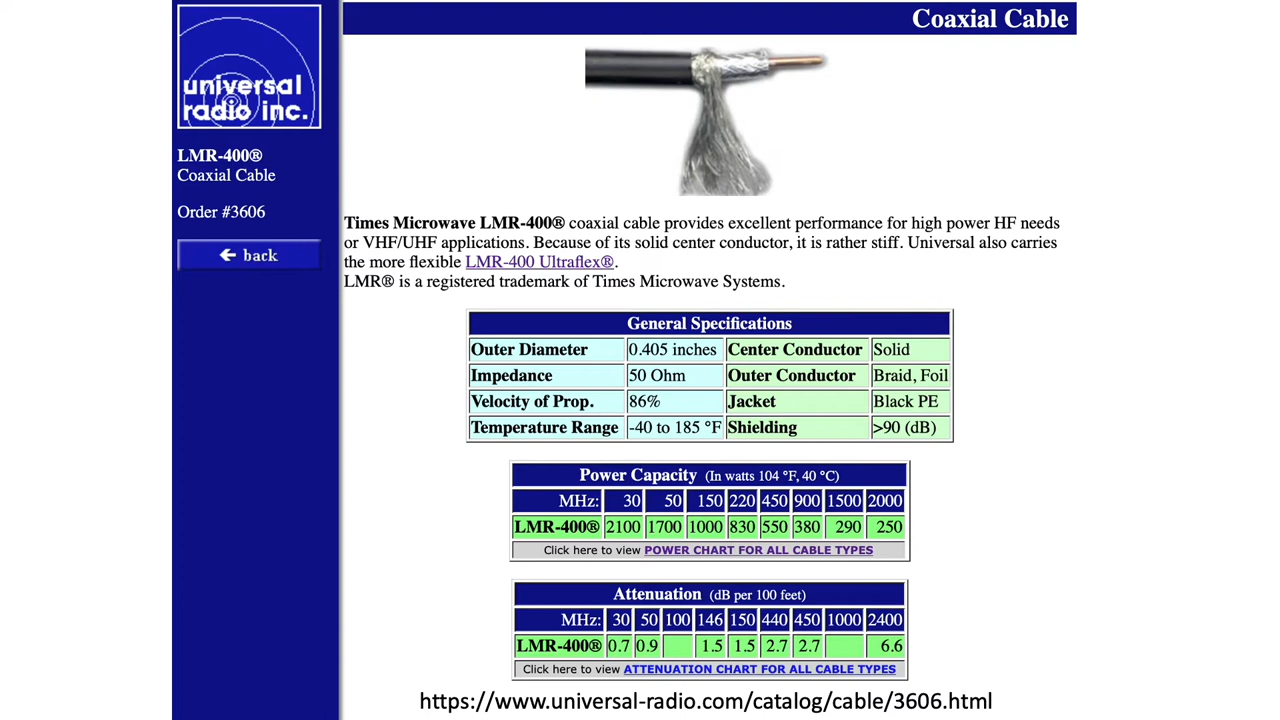 universal
radio inc.
LMR-400®
Coaxial Cable
Order #3606
back
Coaxial Cable
Times Microwave LMR-400® coaxial cable provides excellent performance for high power HF needs
or VHF/UHF applications. Because of its solid center conductor, it is rather stiff. Universal also carries
the more flexible LMR-400 Ultraflex®.
LMR® is a registered trademark of Times Microwave Systems.
General Specifications
Outer Diameter 0.405 inches Center Conductor Solid
Impedance 50 Ohm Outer Conductor Braid, Foil
Velocity of Prop. 86% Jacket Black PE
Temperature Range -40 to 185 °F Shielding >90 (dB)
Power Capacity (In watts 104 °F, 40 °C)
MHz: 30 50 150 220 450 900 1500 2000
LMR-400® 2100 1700 1000 830 550 380 290 250
Click here to view POWER CHART FOR ALL CABLE TYPES
Attenuation (dB per 100 feet)
MHz: 30 50 100 146 150 440 450 1000 2400
LMR-400® 0.7 0.9 1.5 1.5 2.7 2.7 6.6
Click here to view ATTENUATION CHART FOR ALL CABLE TYPES
https://www.universal-radio.com/catalog/cable/3606.html